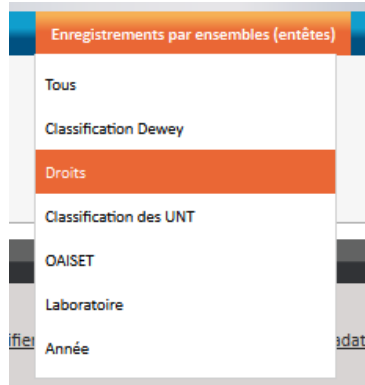 Enregistrements par ensembles (entêtes)
Tous
Classification Dewey
Droits
Classification des UNT
OAISET
Laboratoire
Année